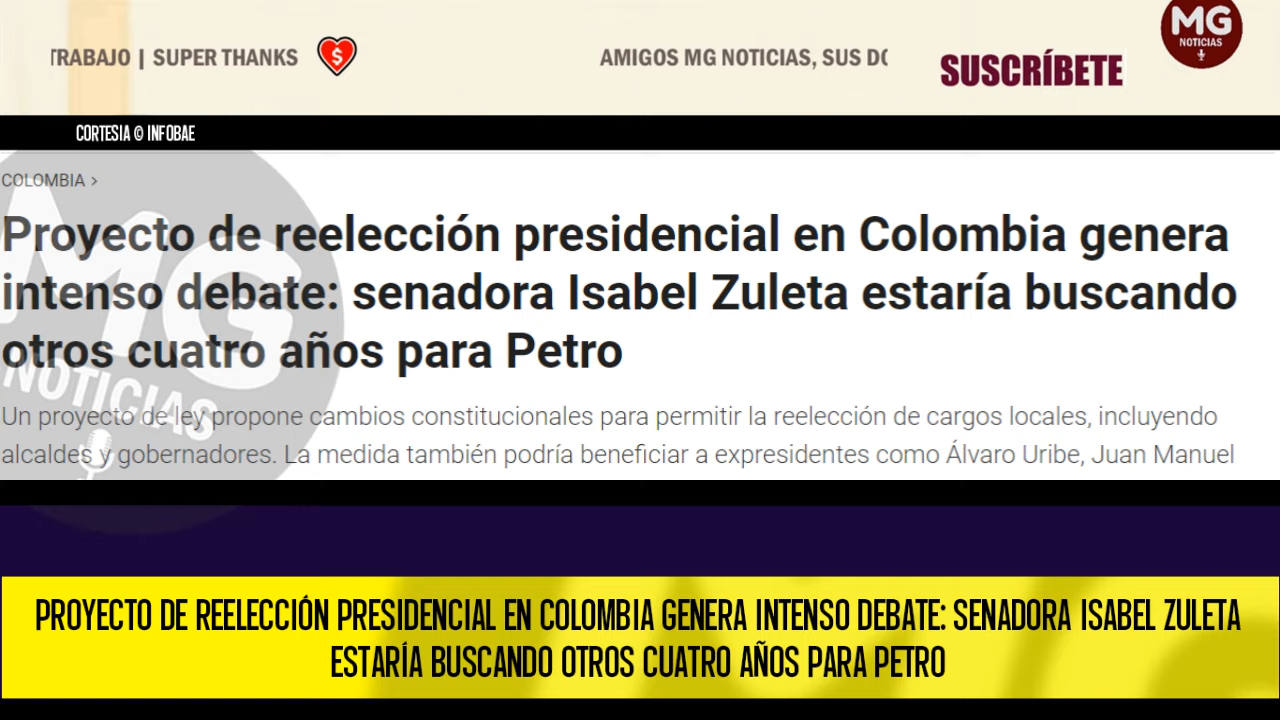 TRABAJO | SUPER THANKS $ AMIGOS MG NOTICIAS, SUS DO
SUSCRÍBETE
MG
NOTICIAS
CORTESIA © INFOBAE
COLOMBIA >
Proyecto de reelección presidencial en Colombia genera
intenso debate: senadora Isabel Zuleta estaría buscando
otros cuatro años para Petro
Un proyecto de ley propone cambios constitucionales para permitir la reelección de cargos locales, incluyendo
alcaldes y gobernadores. La medida también podría beneficiar a expresidentes como Álvaro Uribe, Juan Manuel
MG
NOTICIAS
PROYECTO DE REELECCIÓN PRESIDENCIAL EN COLOMBIA GENERA INTENSO DEBATE: SENADORA ISABEL ZULETA
ESTARÍA BUSCANDO OTROS CUATRO AÑOS PARA PETRO